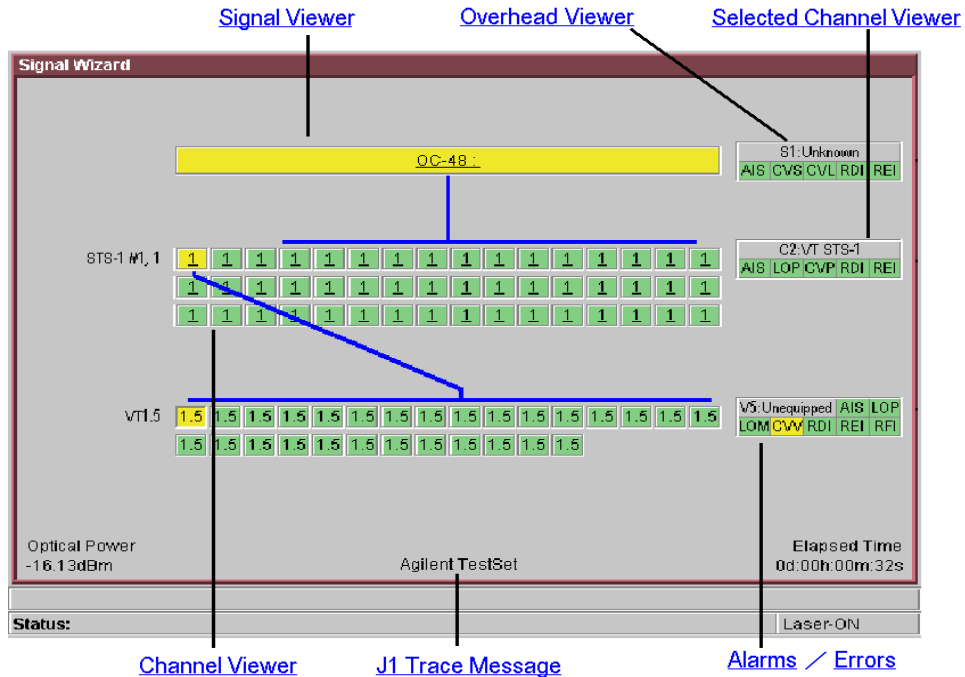 Signal Viewer Overhead Viewer Selected Channel Viewer
Signal Wizard
OC-48 :
S1:Unknown
AIS CVS CVL RDI REI
STS-1 #1, 1 1 1 1 1 1 1 1 1 1 1 1 1 1 1 1 1
C2:VT STS-1
AIS LOP CVP RDI REI
1 1 1 1 1 1 1 1 1 1 1 1 1 1 1 1
1 1 1 1 1 1 1 1 1 1 1 1 1 1 1 1
VT1.5 1.5 1.5 1.5 1.5 1.5 1.5 1.5 1.5 1.5 1.5 1.5 1.5 1.5 1.5 1.5 1.5
V5:Unequipped AIS LOP
LOM CVV RDI REI RFI
1.5 1.5 1.5 1.5 1.5 1.5 1.5 1.5 1.5 1.5 1.5 1.5
Optical Power
-16.13dBm
Agilent TestSet
Elapsed Time
0d:00h:00m:32s
Status: Laser-ON
Channel Viewer J1 Trace Message Alarms / Errors